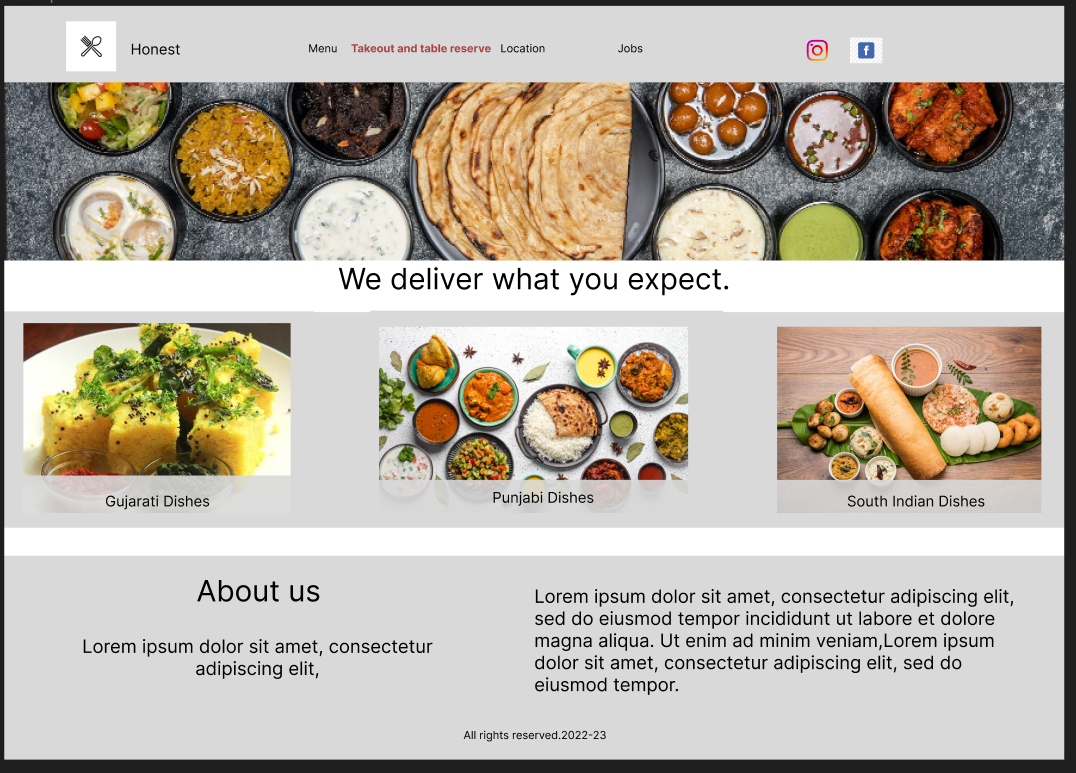 Honest
Menu
Takeout and table reserve
Location
Jobs
We deliver what you expect.
Gujarati Dishes
Punjabi Dishes
South Indian Dishes
About us
Lorem ipsum dolor sit amet, consectetur
adipiscing elit,
Lorem ipsum dolor sit amet, consectetur adipiscing elit,
sed do eiusmod tempor incididunt ut labore et dolore
magna aliqua. Ut enim ad minim veniam,Lorem ipsum
dolor sit amet, consectetur adipiscing elit, sed do
eiusmod tempor.
All rights reserved.2022-23